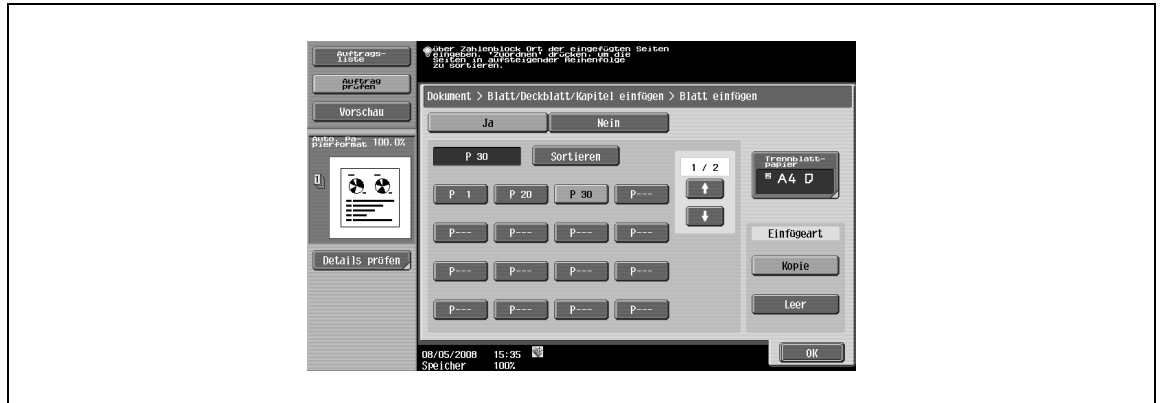 Auftrags-
liste
Auftrag
prüfen
Vorschau
Auto. Pa-
pierformat 100.0%
1
Details prüfen
über Zahlenblock Ort der eingefügten Seiten
eingeben. 'Zuordnen' drücken, um die
Seiten in aufsteigender Reihenfolge
zu sortieren.
Dokument > Blatt/Deckblatt/Kapitel einfügen > Blatt einfügen
Ja Nein
P 30 Sortieren
1 / 2
P 1 P 20 P 30 P---
P--- P--- P--- P---
P--- P--- P--- P---
P--- P--- P--- P---
Trennblatt-
papier
A4
Einfügeart
Kopie
Leer
08/05/2008 15:35
Speicher 100%
OK